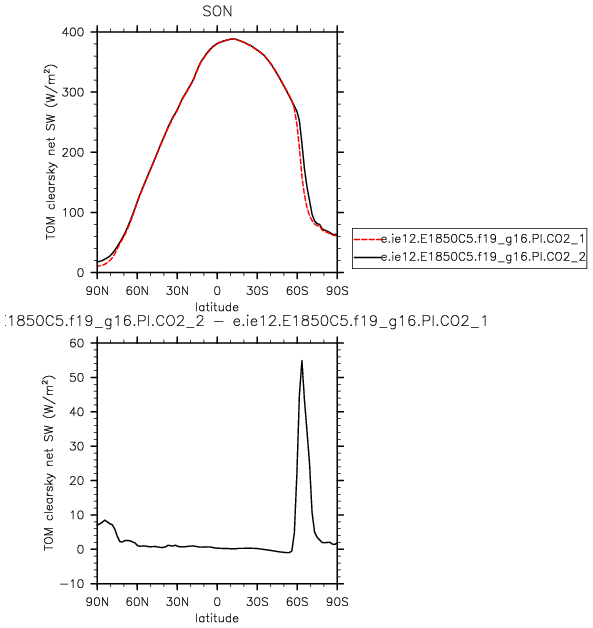 SON
400
300
200
100
0
TOM clearsky net SW (W/m²)
90N 60N 30N 0 30S 60S 90S
latitude
e.ie12.E1850C5.f19_g16.PI.CO2_1
e.ie12.E1850C5.f19_g16.PI.CO2_2
:1850C5.f19_g16.PI.CO2_2 − e.ie12.E1850C5.f19_g16.PI.CO2_1
60
50
40
30
20
10
0
−10
TOM clearsky net SW (W/m²)
90N 60N 30N 0 30S 60S 90S
latitude